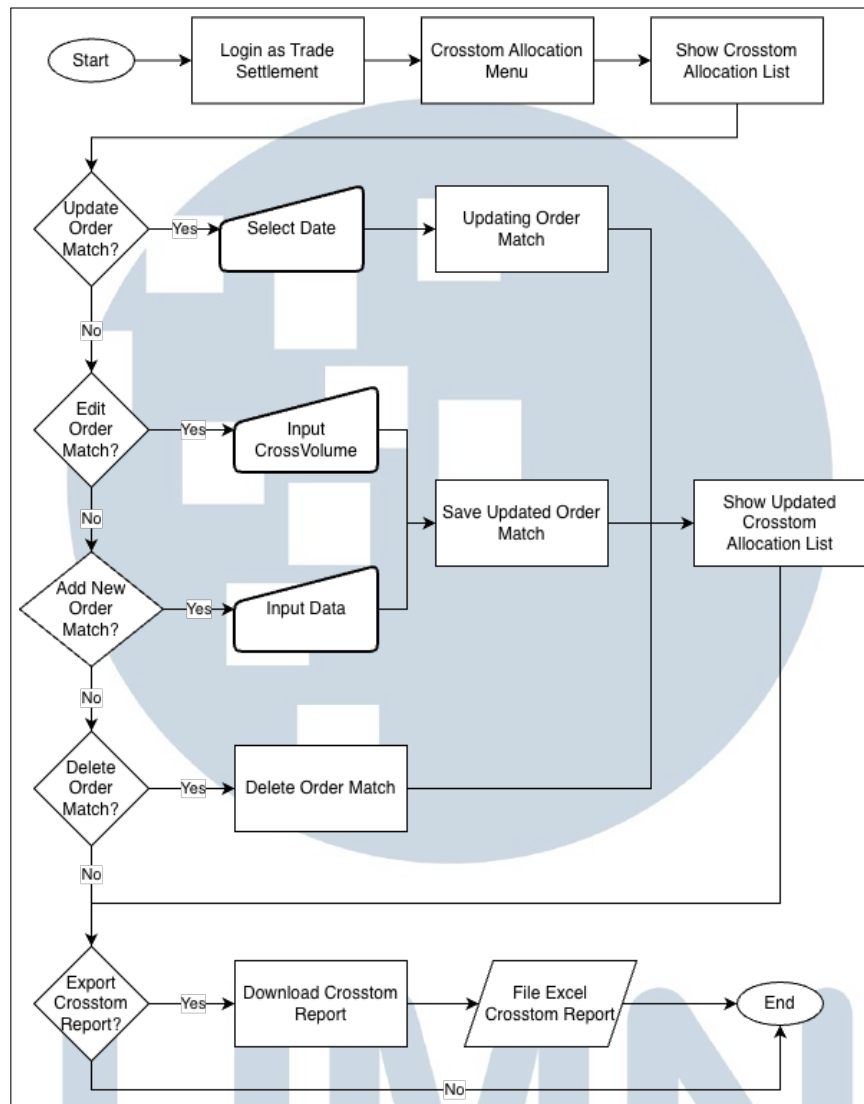 Start
Login as Trade
Settlement
Crosstom Allocation
Menu
Show Crosstom
Allocation List
Update
Order
Match?
Yes
Select Date
Updating Order
Match
No
Edit
Order
Match?
Yes
Input
CrossVolume
No
Save Updated Order
Match
Show Updated
Crosstom
Allocation List
Add New
Order
Match?
Yes
Input Data
No
Delete
Order
Match?
Yes
Delete Order Match
No
Export
Crosstom
Report?
Yes
Download Crosstom
Report
File Excel
Crosstom Report
End
No
UMN